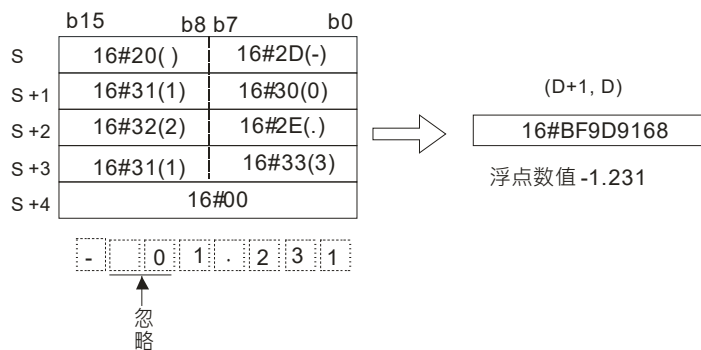 b15 b8 b7 b0
S 16#20( ) 16#2D(-)
S +1 16#31(1) 16#30(0)
S +2 16#32(2) 16#2E(.)
S +3 16#31(1) 16#33(3)
S +4 16#00
(D+1, D)
16#BF9D9168
浮点数值 -1.231
- 0 1 . 2 3 1
忽略